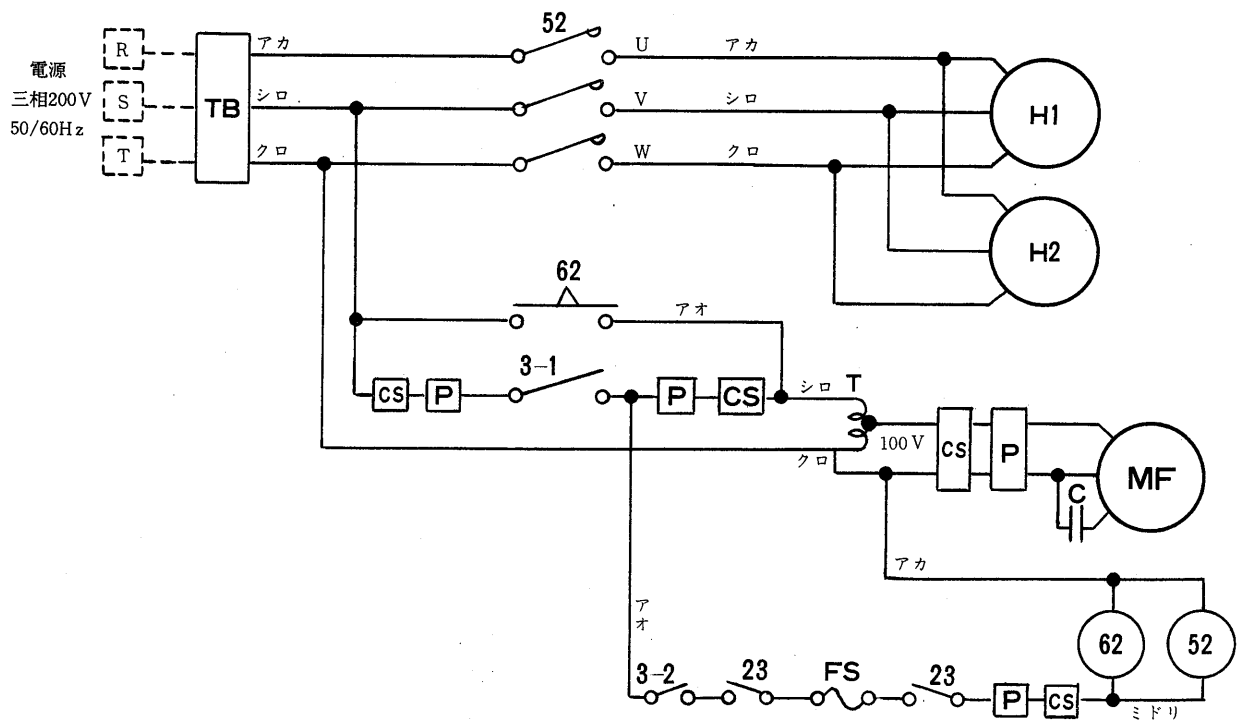 52
R アカ U アカ
電源
三相200V
50/60Hz
S TB シロ V シロ H1
T クロ W クロ
H2
62
アオ
3-1
CS P P CS シロ T
100V CS P MF
クロ
C
アカ
アオ
62 52
3-2 23 FS 23
P CS
ミドリ